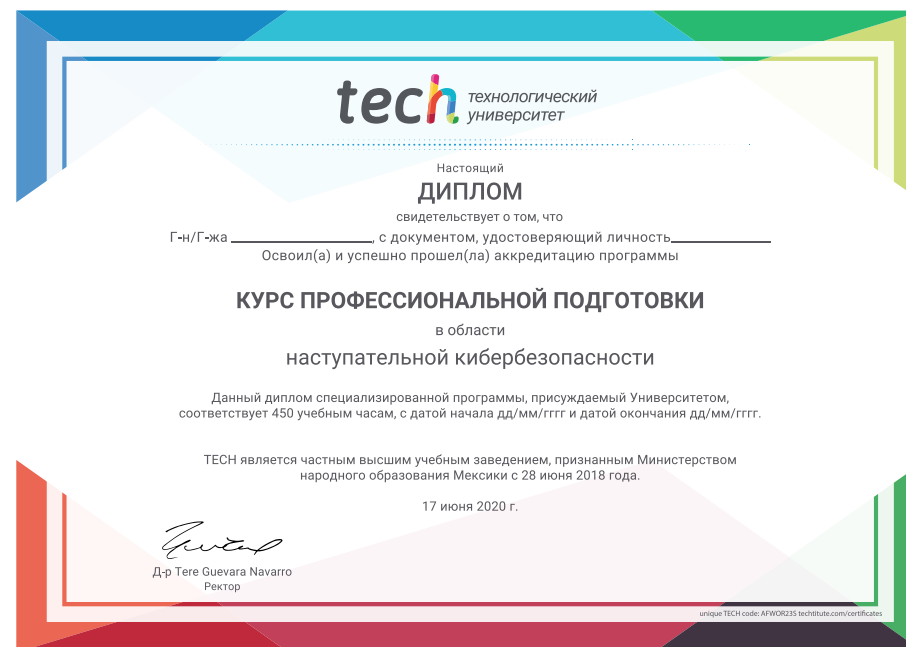 tech технологический
университет
Настоящий
ДИПЛОМ
свидетельствует о том, что
Г-н/Г-жа , с документом, удостоверяющий личность
Освоил(а) и успешно прошел(ла) аккредитацию программы
КУРС ПРОФЕССИОНАЛЬНОЙ ПОДГОТОВКИ
в области
наступательной кибербезопасности
Данный диплом специализированной программы, присуждаемый Университетом,
соответствует 450 учебным часам, с датой начала дд/мм/гггг и датой окончания дд/мм/гггг.
TECH является частным высшим учебным заведением, признанным Министерством
народного образования Мексики с 28 июня 2018 года.
17 июня 2020 г.
Д-р Tere Guevara Navarro
Ректор
unique TECH code: AFWOR23S techtitute.com/certificates